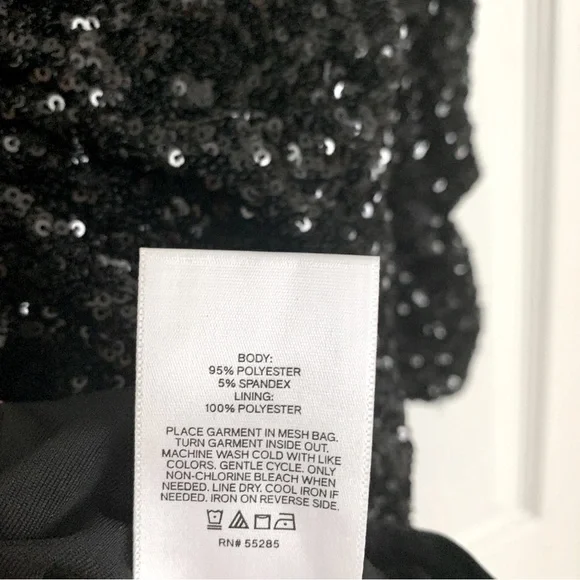 BODY:
95% POLYESTER
5% SPANDEX
LINING:
100% POLYESTER
PLACE GARMENT IN MESH BAG.
TURN GARMENT INSIDE OUT.
MACHINE WASH COLD WITH LIKE
COLORS. GENTLE CYCLE. ONLY
NON-CHLORINE BLEACH WHEN
NEEDED. LINE DRY. COOL IRON IF
NEEDED. IRON ON REVERSE SIDE.
RN# 55285